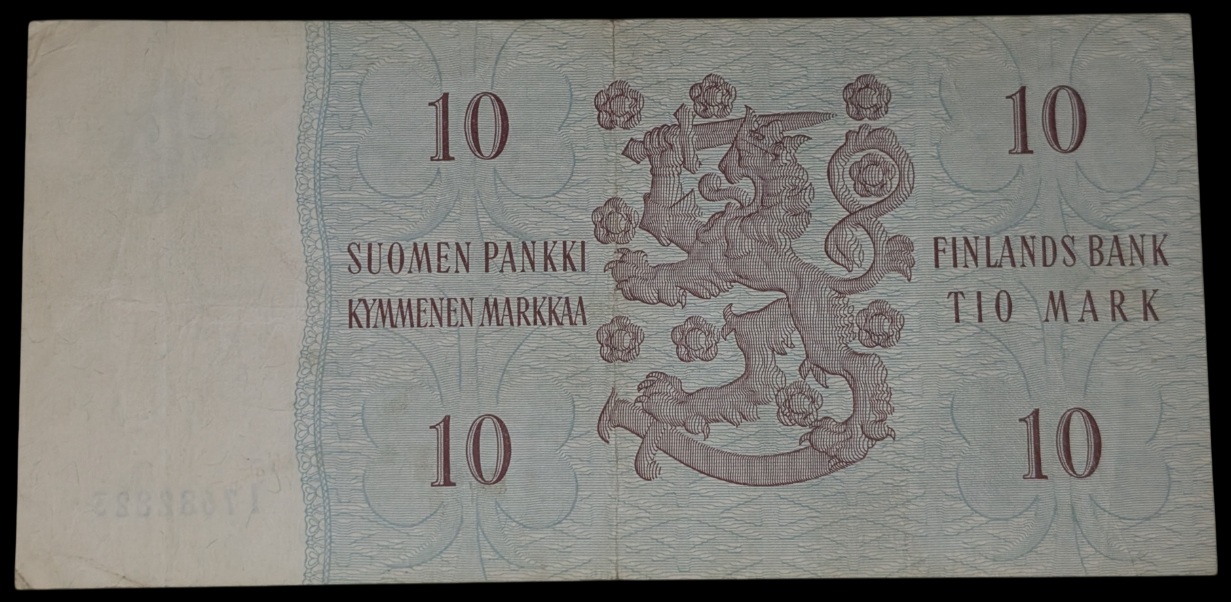 10
10
SUOMEN PANKKI
KYMMENEN MARKKAA
FINLANDS BANK
TIO MARK
10
10